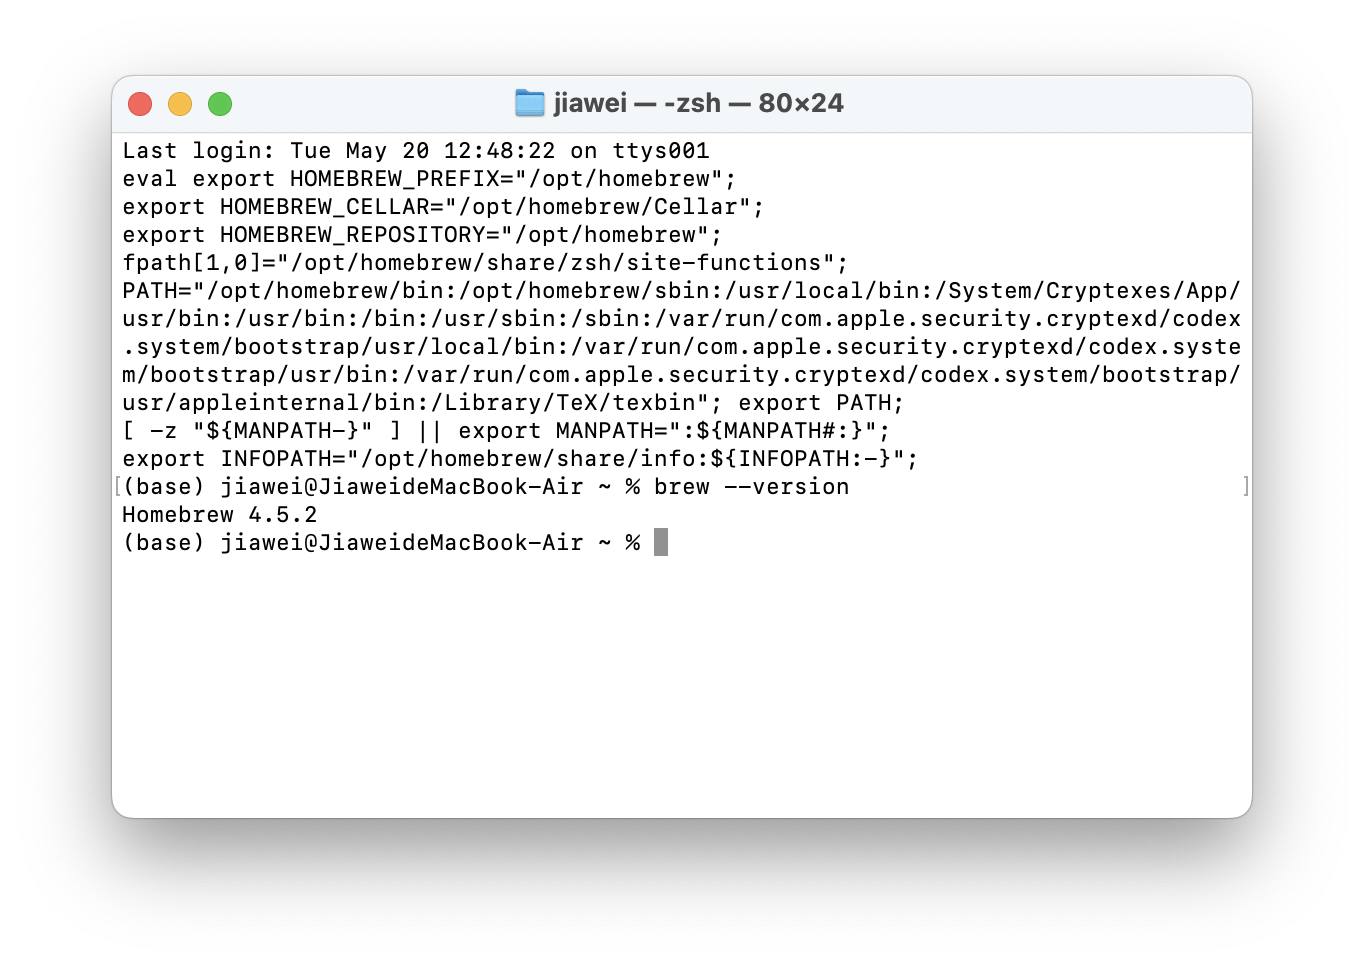 jiawei — -zsh — 80×24
Last login: Tue May 20 12:48:22 on ttys001
eval export HOMEBREW_PREFIX="/opt/homebrew";
export HOMEBREW_CELLAR="/opt/homebrew/Cellar";
export HOMEBREW_REPOSITORY="/opt/homebrew";
fpath[1,0]="/opt/homebrew/share/zsh/site-functions";
PATH="/opt/homebrew/bin:/opt/homebrew/sbin:/usr/local/bin:/System/Cryptexes/App/
usr/bin:/usr/bin:/bin:/usr/sbin:/sbin:/var/run/com.apple.security.cryptexd/codex
.system/bootstrap/usr/local/bin:/var/run/com.apple.security.cryptexd/codex.syste
m/bootstrap/usr/bin:/var/run/com.apple.security.cryptexd/codex.system/bootstrap/
usr/appleinternal/bin:/Library/TeX/texbin"; export PATH;
[ -z "${MANPATH-}" ] || export MANPATH=":${MANPATH#:}";
export INFOPATH="/opt/homebrew/share/info:${INFOPATH:-}";
[(base) jiawei@JiaweideMacBook-Air ~ % brew --version ]
Homebrew 4.5.2
(base) jiawei@JiaweideMacBook-Air ~ %